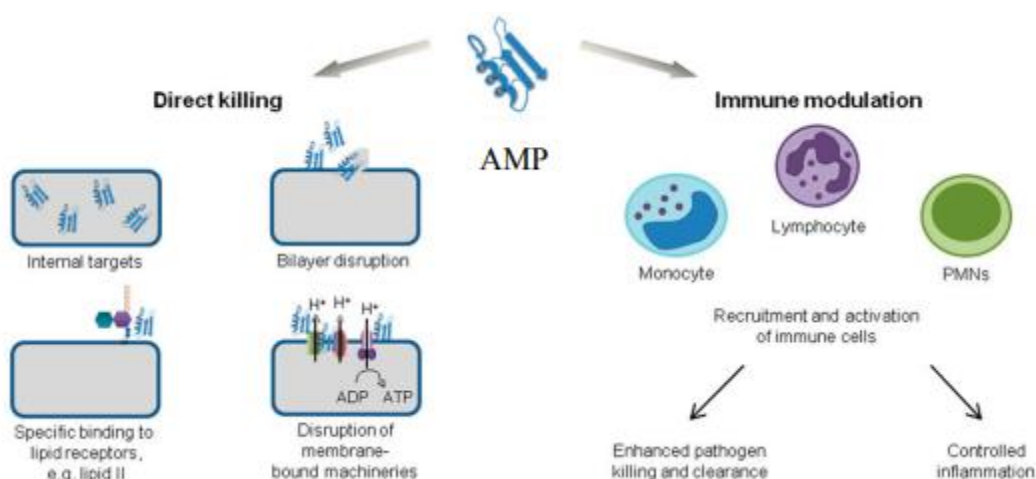 Direct killing
AMP
Immune modulation
Internal targets
Bilayer disruption
H+ H+ H+
ADP ATP
Specific binding to
lipid receptors,
e.g. lipid II
Disruption of
membrane-
bound machineries
Monocyte
Lymphocyte
PMNs
Recruitment and activation
of immune cells
Enhanced pathogen
killing and clearance
Controlled
inflammation